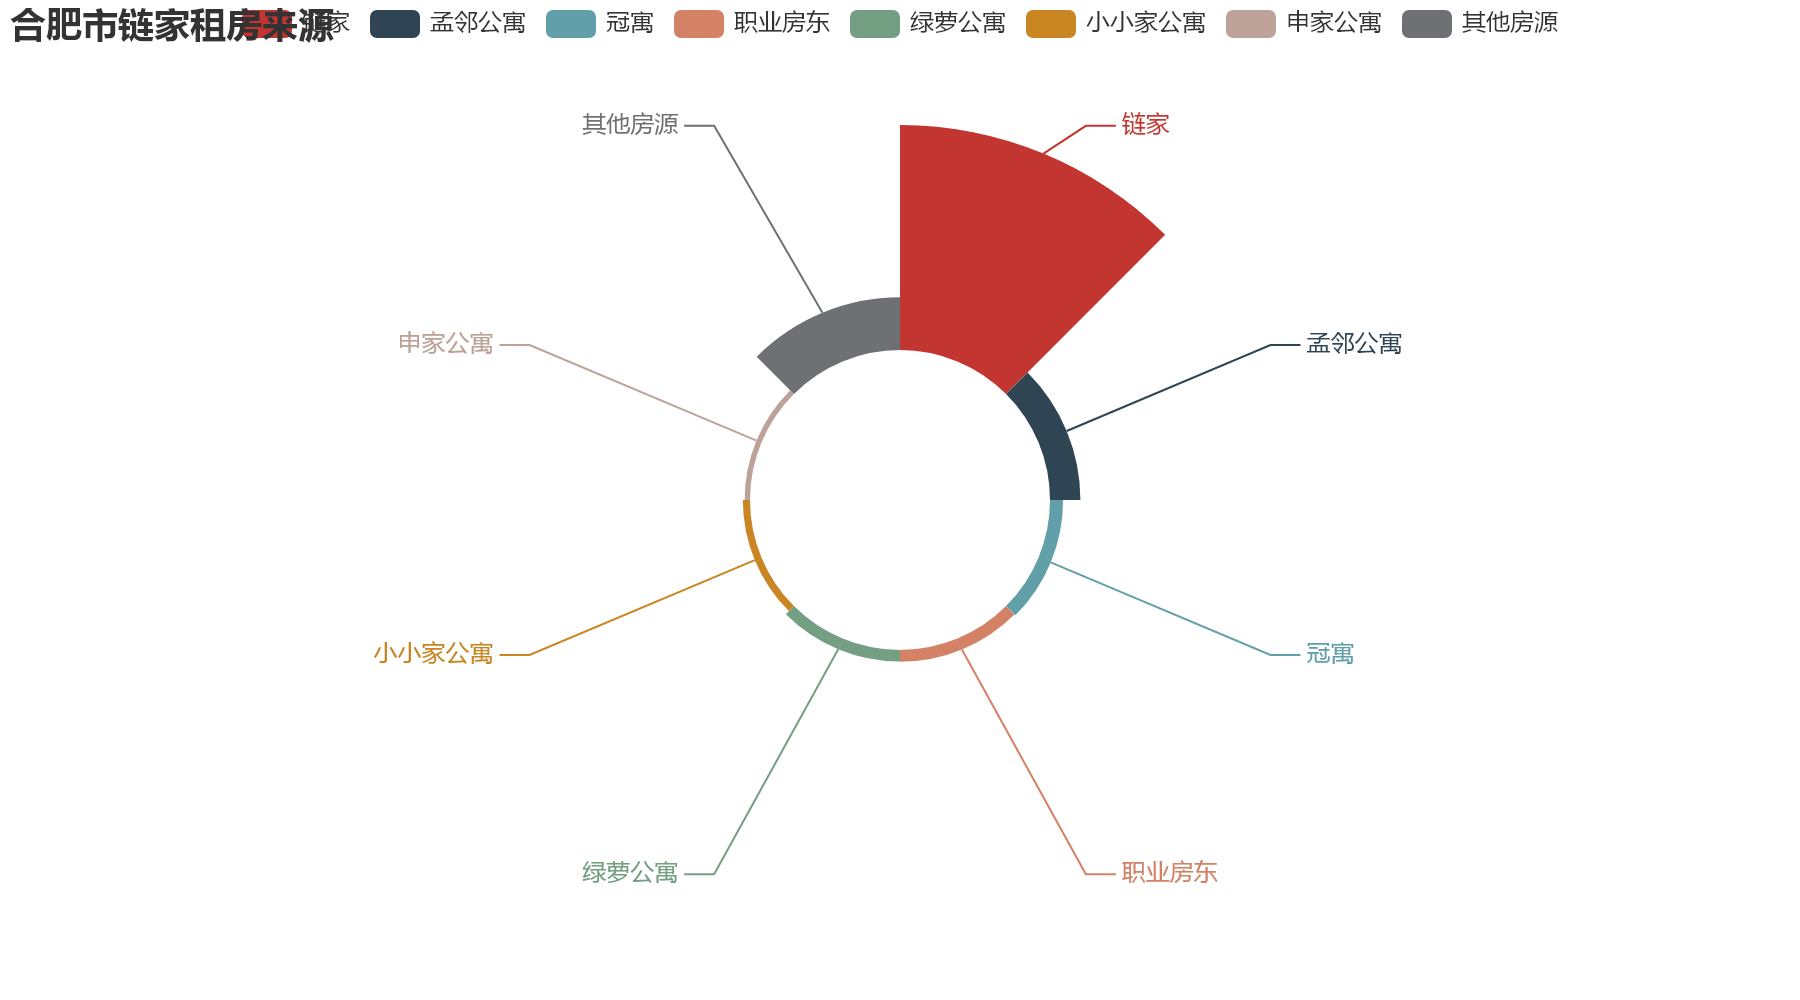 合肥市链家租房来源
链家 孟邻公寓 冠寓 职业房东 绿萝公寓 小小家公寓 申家公寓 其他房源
其他房源 链家
申家公寓 孟邻公寓
小小家公寓 冠寓
绿萝公寓 职业房东